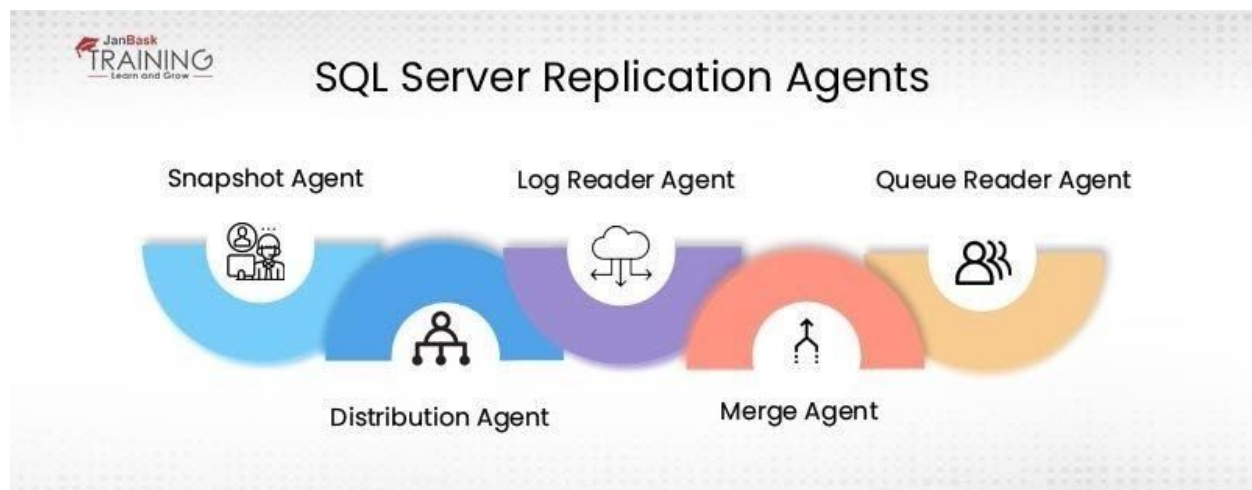 JanBask
TRAINING
Learn and Grow
SQL Server Replication Agents
Snapshot Agent
Log Reader Agent
Queue Reader Agent
Distribution Agent
Merge Agent